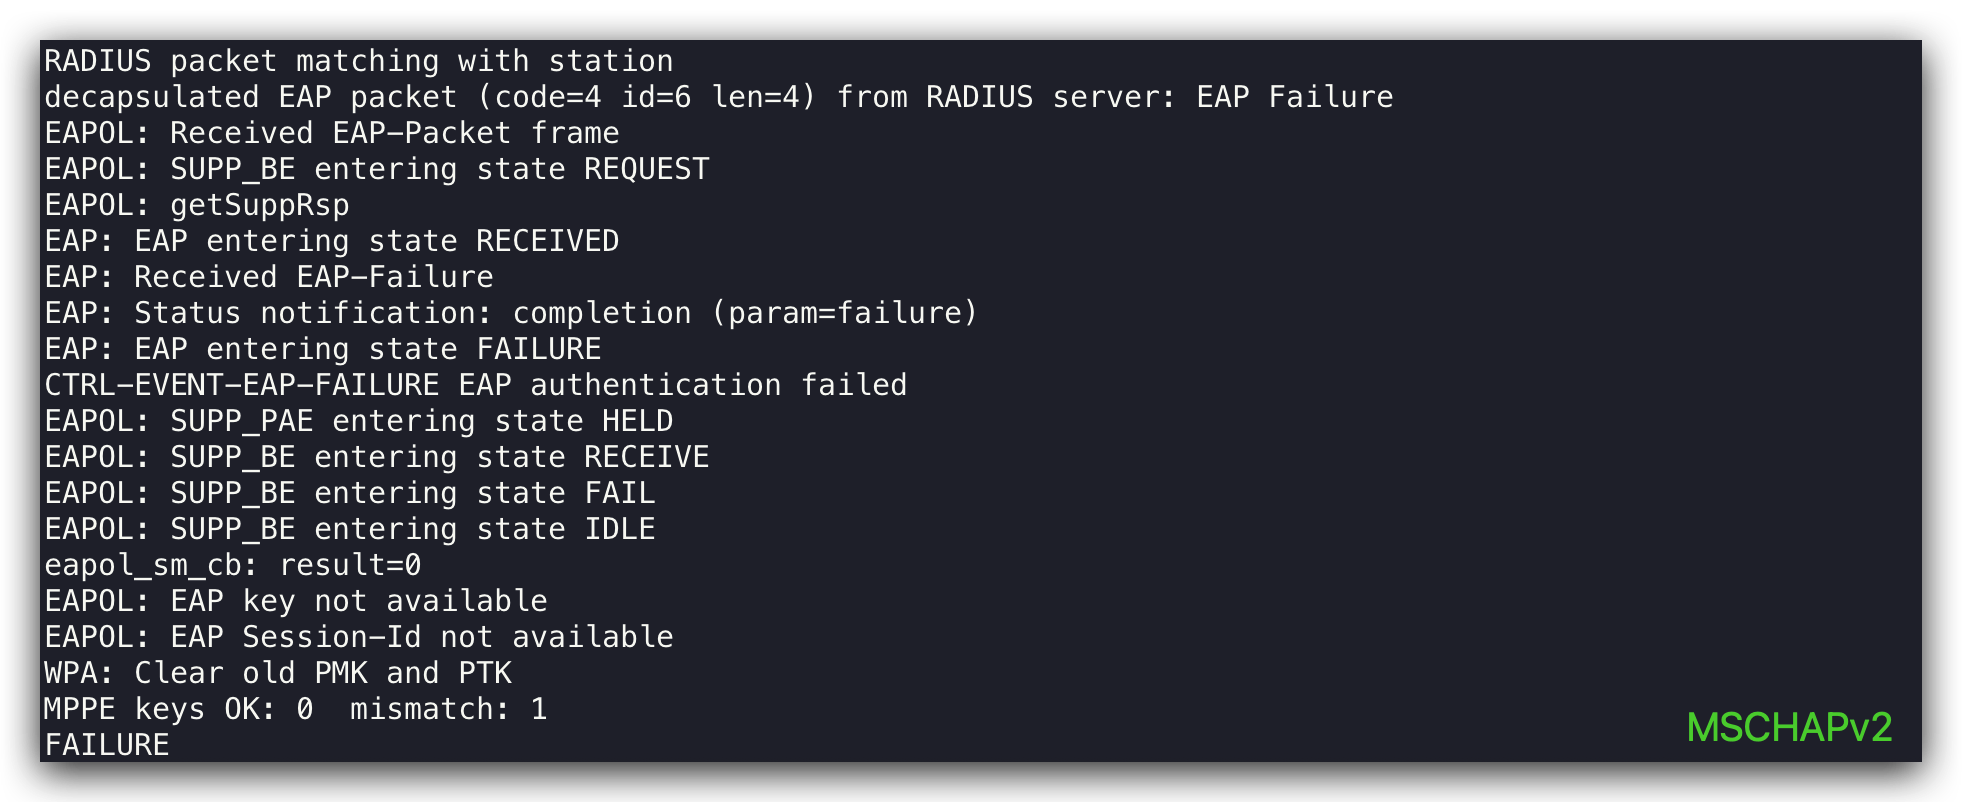 RADIUS packet matching with station
decapsulated EAP packet (code=4 id=6 len=4) from RADIUS server: EAP Failure
EAPOL: Received EAP-Packet frame
EAPOL: SUPP_BE entering state REQUEST
EAPOL: getSuppRsp
EAP: EAP entering state RECEIVED
EAP: Received EAP-Failure
EAP: Status notification: completion (param=failure)
EAP: EAP entering state FAILURE
CTRL-EVENT-EAP-FAILURE EAP authentication failed
EAPOL: SUPP_PAE entering state HELD
EAPOL: SUPP_BE entering state RECEIVE
EAPOL: SUPP_BE entering state FAIL
EAPOL: SUPP_BE entering state IDLE
eapol_sm_cb: result=0
EAPOL: EAP key not available
EAPOL: EAP Session-Id not available
WPA: Clear old PMK and PTK
MPPE keys OK: 0  mismatch: 1
FAILURE
MSCHAPv2